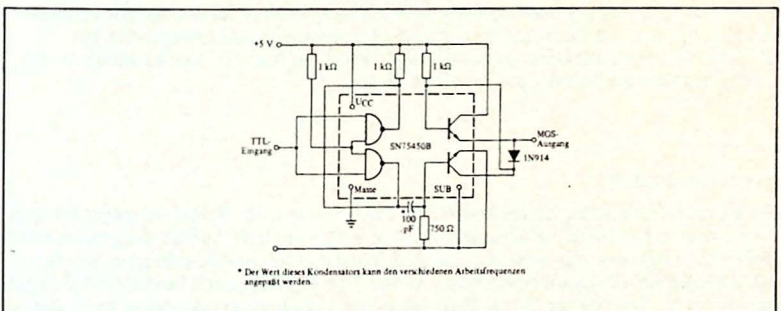 +5 V
1 kΩ
1 kΩ
1 kΩ
UCC
TTL-
Eingang
SN75450B
MGS-
Ausgang
1N914
Masse
SUB
* 100
pF
750 Ω
* Der Wert dieses Kondensators kann den verschiedenen Arbeitsfrequenzen
angepaßt werden.